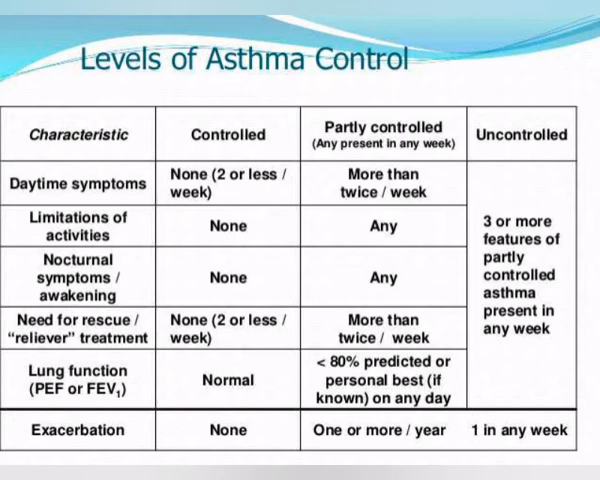 Levels of Asthma Control
Characteristic
Controlled
Partly controlled
(Any present in any week)
Uncontrolled
Daytime symptoms
None (2 or less /
week)
More than
twice / week
3 or more
features of
partly
controlled
asthma
present in
any week
Limitations of
activities
None
Any
Nocturnal
symptoms /
awakening
None
Any
Need for rescue /
“reliever” treatment
None (2 or less /
week)
More than
twice / week
Lung function
(PEF or FEV₁)
Normal
< 80% predicted or
personal best (if
known) on any day
Exacerbation
None
One or more / year
1 in any week